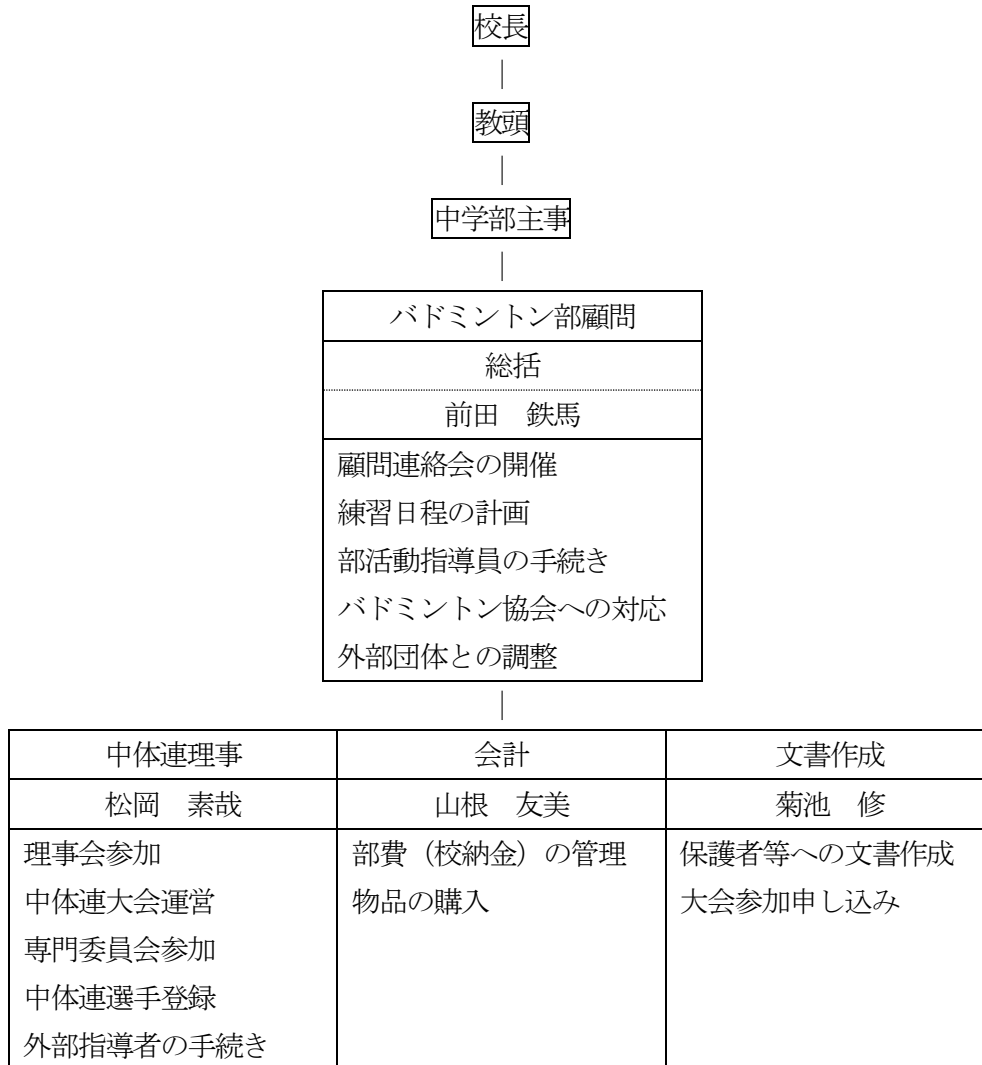 校長
教頭
中学部主事
バドミントン部顧問
総括
前田　鉄馬
顧問連絡会の開催
練習日程の計画
部活動指導員の手続き
バドミントン協会への対応
外部団体との調整
中体連理事
松岡　素哉
理事会参加
中体連大会運営
専門委員会参加
中体連選手登録
外部指導者の手続き
会計
山根　友美
部費（校納金）の管理
物品の購入
文書作成
菊池　修
保護者等への文書作成
大会参加申し込み